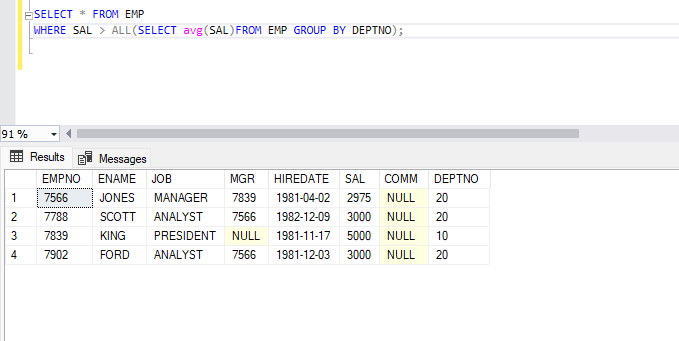 SELECT * FROM EMP
WHERE SAL > ALL(SELECT avg(SAL)FROM EMP GROUP BY DEPTNO);
91 %
Results Messages
EMPNO ENAME JOB MGR HIREDATE SAL COMM DEPTNO
1 7566 JONES MANAGER 7839 1981-04-02 2975 NULL 20
2 7788 SCOTT ANALYST 7566 1982-12-09 3000 NULL 20
3 7839 KING PRESIDENT NULL 1981-11-17 5000 NULL 10
4 7902 FORD ANALYST 7566 1981-12-03 3000 NULL 20